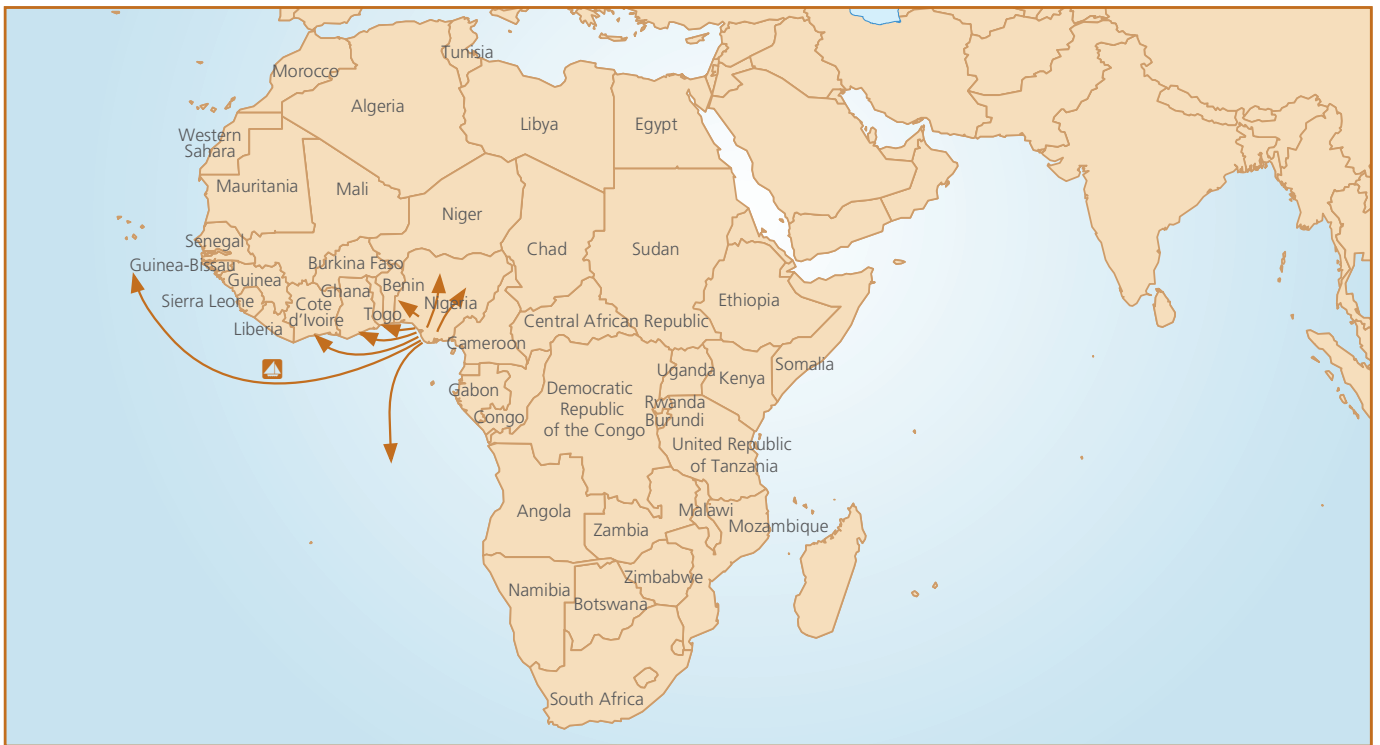 Tunisia
Morocco
Algeria
Libya
Egypt
Western
Sahara
Mauritania
Mali
Niger
Chad
Sudan
Senegal
Guinea-Bissau
Burkina Faso
Guinea
Benin
Ghana
Sierra Leone
Cote
d'Ivoire
Togo
Nigeria
Ethiopia
Liberia
Central African Republic
Cameroon
Somalia
Uganda
Kenya
Gabon
Democratic
Republic
of the Congo
Rwanda
Burundi
Congo
United Republic
of Tanzania
Angola
Malawi
Zambia
Mozambique
Zimbabwe
Namibia
Botswana
South Africa